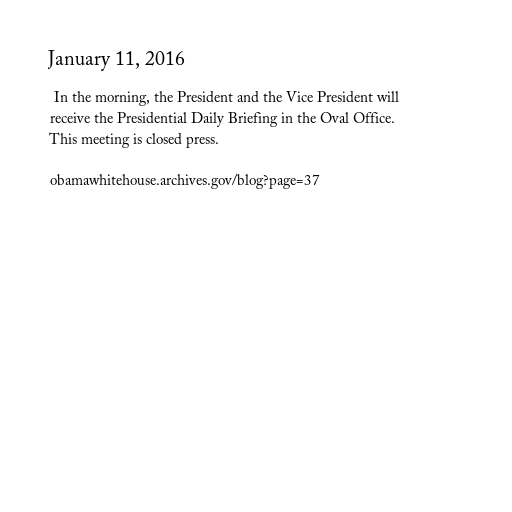 January 11, 2016
In the morning, the President and the Vice President will
receive the Presidential Daily Briefing in the Oval Office.
This meeting is closed press.
obamawhitehouse.archives.gov/blog?page=37